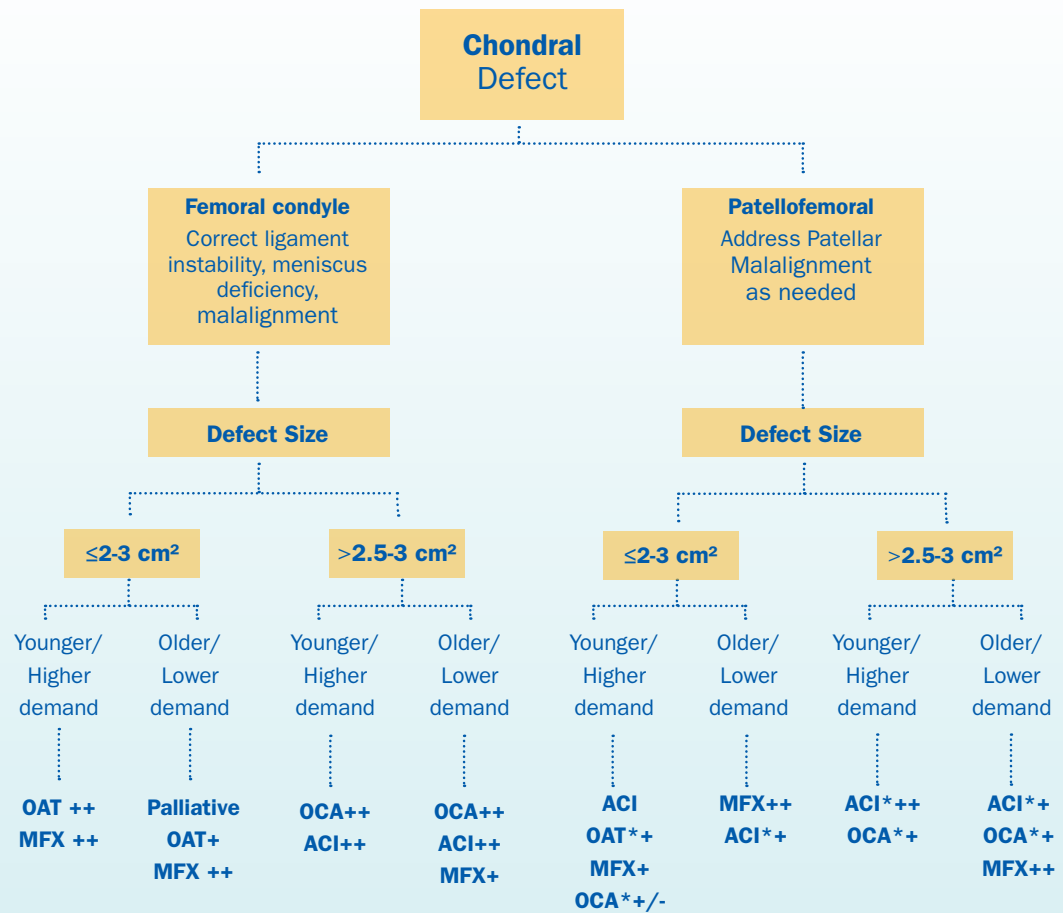 Chondral
Defect
Femoral condyle
Correct ligament
instability, meniscus
deficiency,
malalignment
Patellofemoral
Address Patellar
Malalignment
as needed
Defect Size
Defect Size
≤2-3 cm²
>2.5-3 cm²
≤2-3 cm²
>2.5-3 cm²
Younger/
Higher
demand
Older/
Lower
demand
Younger/
Higher
demand
Older/
Lower
demand
Younger/
Higher
demand
Older/
Lower
demand
Younger/
Higher
demand
Older/
Lower
demand
OAT ++
MFX ++
Palliative
OAT+
MFX ++
OCA++
ACI++
OCA++
ACI++
MFX+
ACI
OAT*+
MFX+
OCA*+/-
MFX++
ACI*+
ACI*++
OCA*+
ACI*+
OCA*+
MFX++